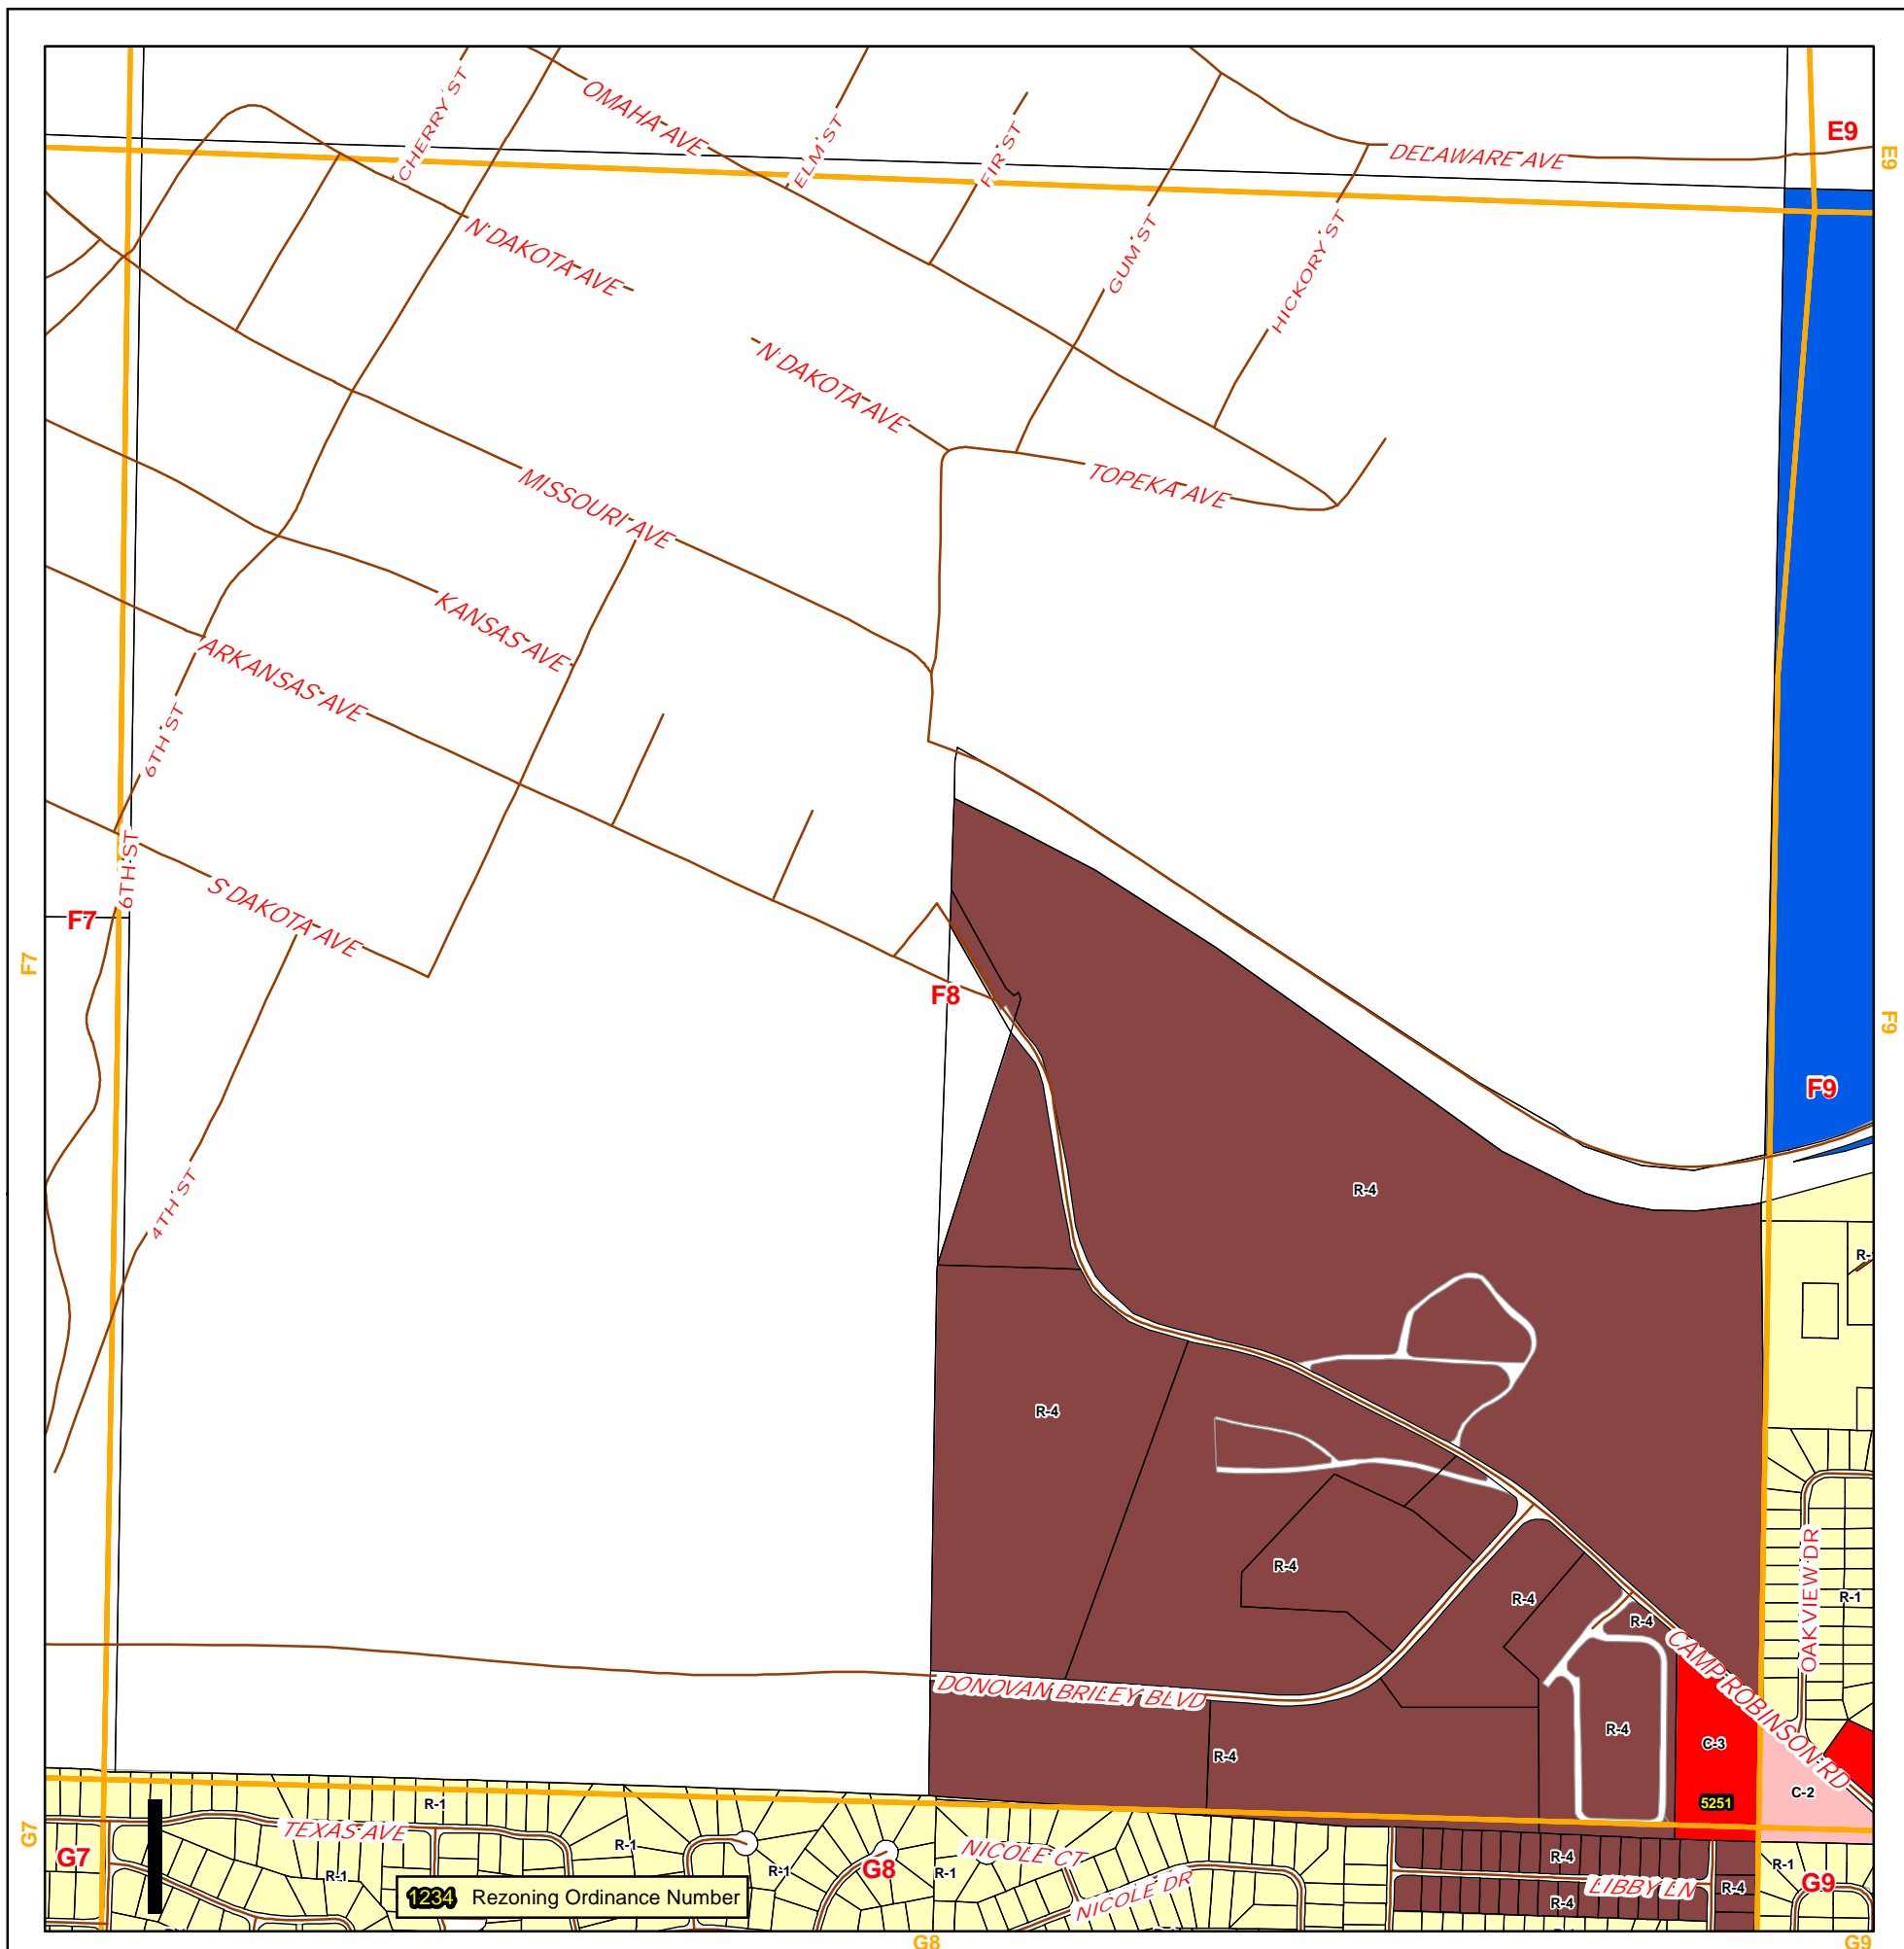 CHERRY ST
OMAHA AVE
ELM ST
FIR ST
DELAWARE AVE
E9
E9
N DAKOTA AVE
GUM ST
HICKORY ST
N DAKOTA AVE
TOPEKA AVE
MISSOURI AVE
KANSAS AVE
ARKANSAS AVE
6TH ST
6TH ST
S DAKOTA AVE
F7
F7
F8
F9
F9
4TH ST
R-4
R-4
R-4
R-4
R-4
R-4
R-4
OAKVIEW DR
R-1
CAMP ROBINSON RD
DONOVAN BRILEY BLVD
C-3
5251
C-2
R-1
TEXAS AVE
R-1
R-1
R-1
R-1
G7
G7
G8
NICOLE CT
NICOLE DR
R-4
R-4
R-4
LIBBY LN
R-1
G9
1234 Rezoning Ordinance Number
G8
G9